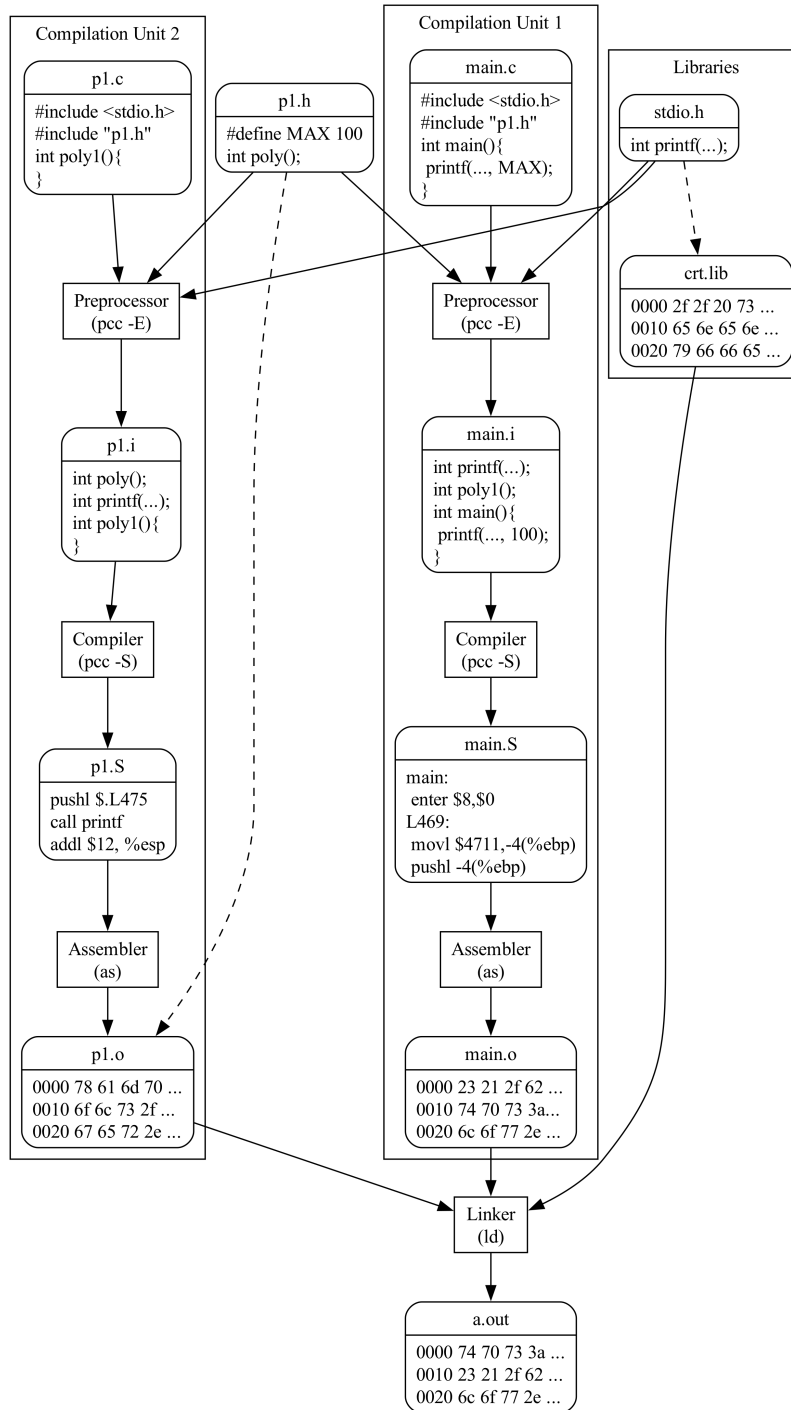 Compilation Unit 2
p1.c
#include <stdio.h>
#include "p1.h"
int poly1(){
}
p1.h
#define MAX 100
int poly();
Compilation Unit 1
main.c
#include <stdio.h>
#include "p1.h"
int main(){
printf(..., MAX);
}
Libraries
stdio.h
int printf(...);
crt.lib
0000 2f 2f 20 73 ...
0010 65 6e 65 6e ...
0020 79 66 66 65 ...
Preprocessor
(pcc -E)
Preprocessor
(pcc -E)
p1.i
int poly();
int printf(...);
int poly1(){
}
main.i
int printf(...);
int poly1();
int main(){
printf(..., 100);
}
Compiler
(pcc -S)
Compiler
(pcc -S)
p1.S
pushl $.L475
call printf
addl $12, %esp
main.S
main:
enter $8,$0
L469:
movl $4711,-4(%ebp)
pushl -4(%ebp)
Assembler
(as)
Assembler
(as)
p1.o
0000 78 61 6d 70 ...
0010 6f 6c 73 2f ...
0020 67 65 72 2e ...
main.o
0000 23 21 2f 62 ...
0010 74 70 73 3a...
0020 6c 6f 77 2e ...
Linker
(ld)
a.out
0000 74 70 73 3a ...
0010 23 21 2f 62 ...
0020 6c 6f 77 2e ...